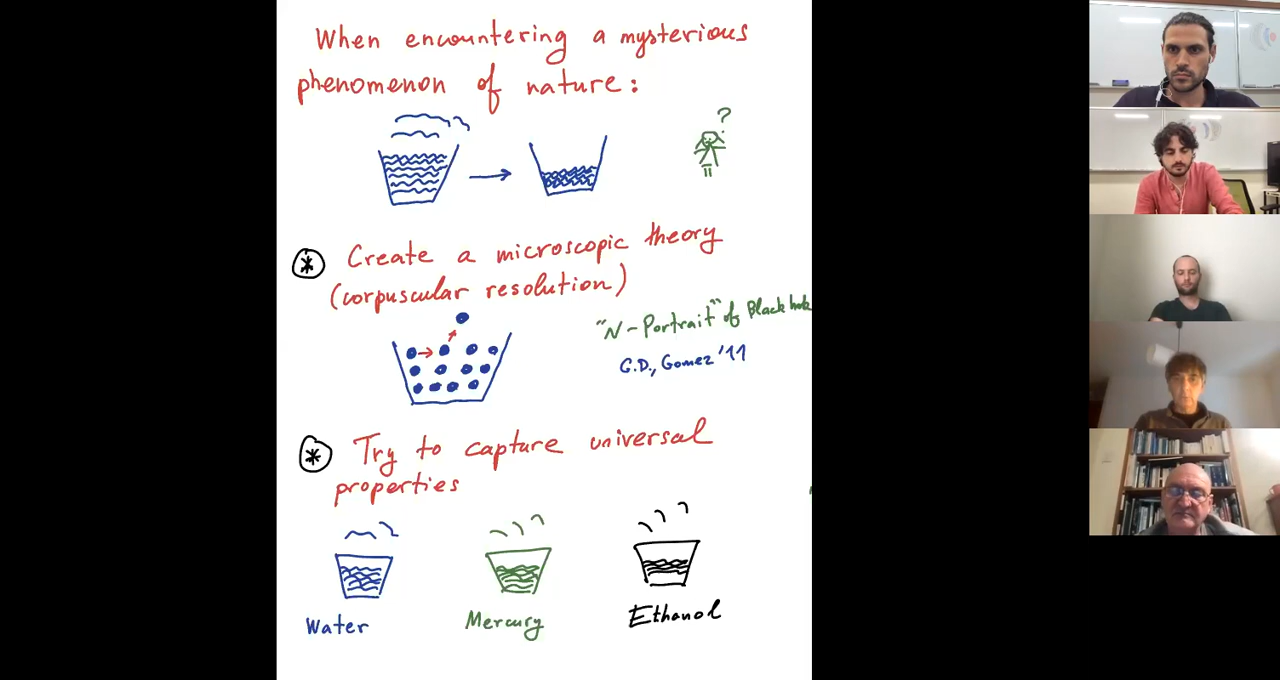 When encountering a mysterious
phenomenon of nature:
?
* Create a microscopic theory
(corpuscular resolution)
"N-Portrait" of Black hole
G.D., Gomez '11
* Try to capture universal
properties
Water
Mercury
Ethanol